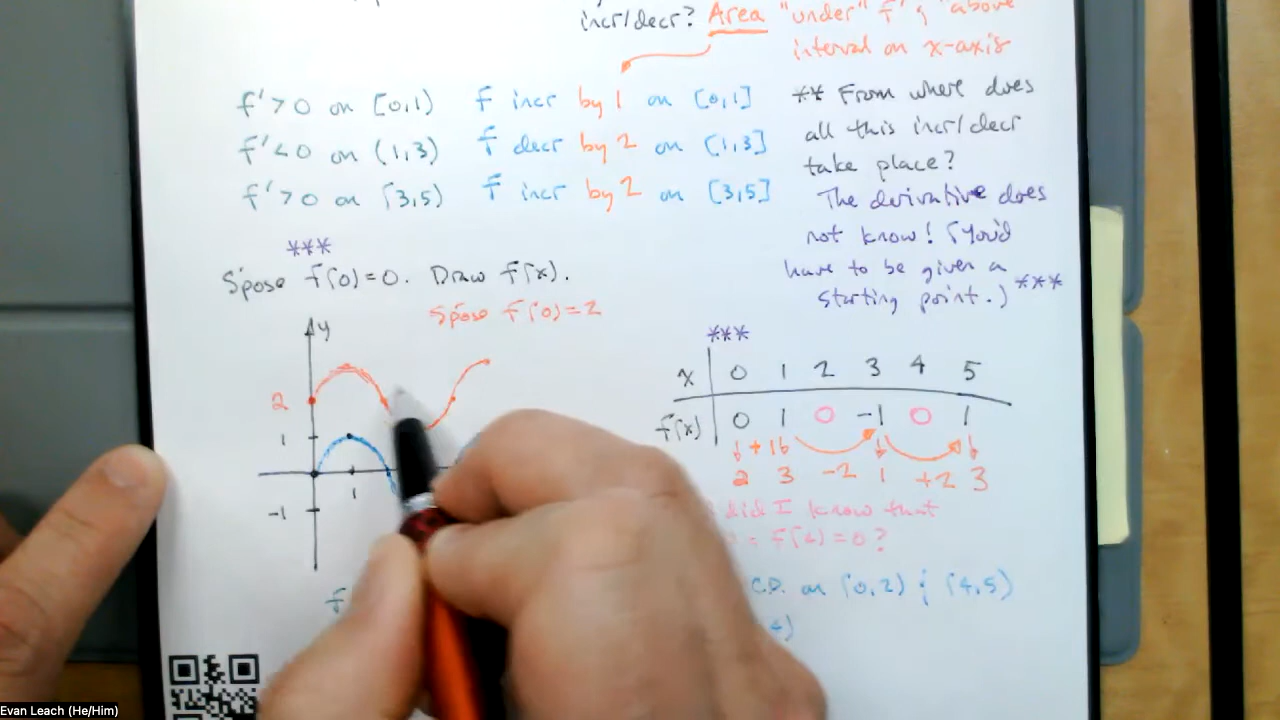 incr/decr? Area "under" f' & "above
interval on x-axis
f' > 0 on [0,1) f incr by 1 on [0,1]
f' < 0 on (1,3) f decr by 2 on [1,3]
f' > 0 on (3,5) f incr by 2 on [3,5]
** From where does
all this incr/decr
take place?
The derivative does
not know! (You'd
have to be given a
starting point.) ***
***
Spose f(0)=0. Draw f(x).
Spose f(0)=2
y
2
1
-1
1
***
x 0 1 2 3 4 5
f(x) 0 1 0 -1 0 1
+1
-2
+2
2 3 1 3
did I know that
= f(4)=0?
C.D. on (0,2) & (4,5)
4)
f
Evan Leach (He/Him)